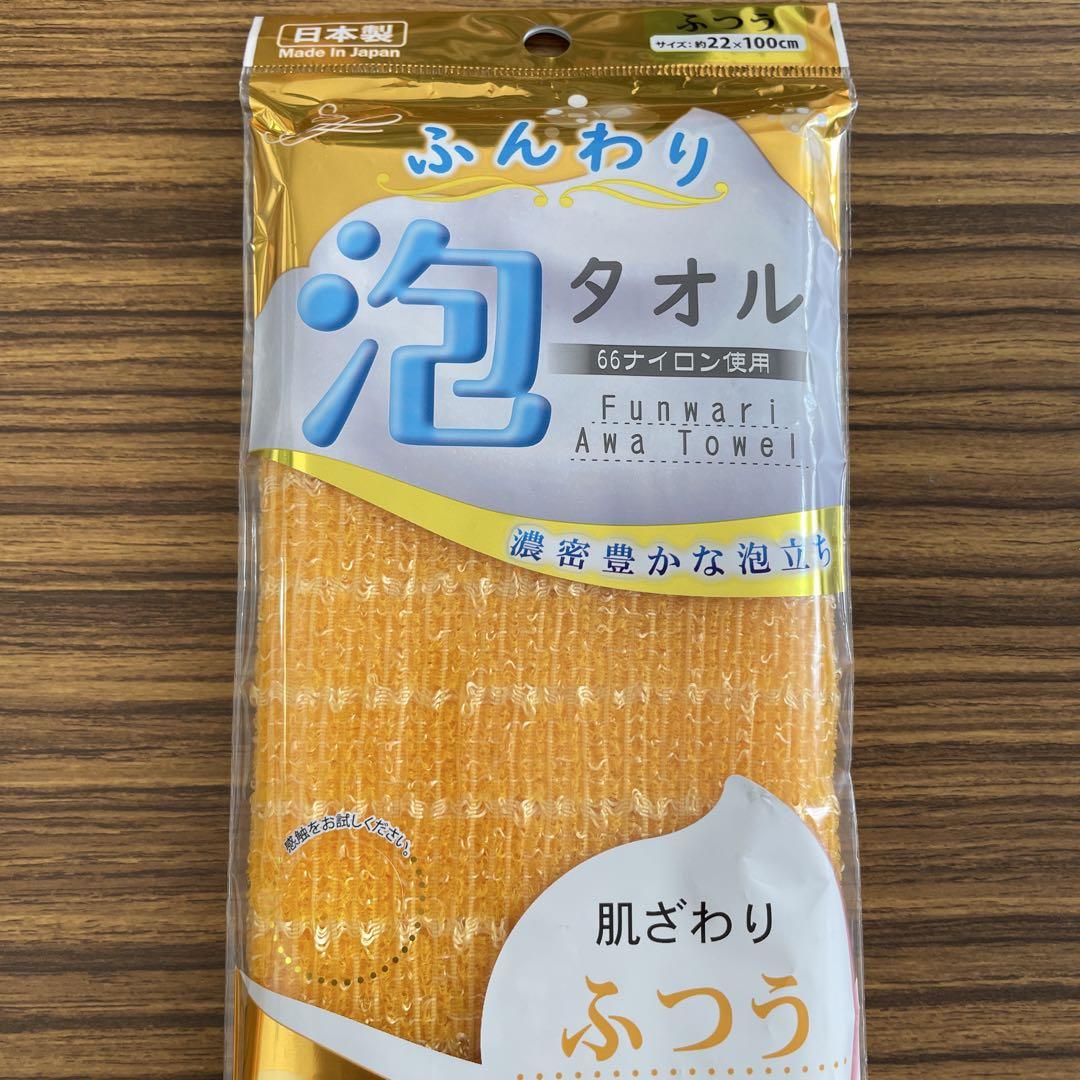 日本製
Made In Japan
ふつう
サイズ：約22×100cm
ふんわり
泡
タオル
66ナイロン使用
Funwari
Awa Towel
濃密豊かな泡立ち
感触をお試しください。
肌ざわり
ふつう